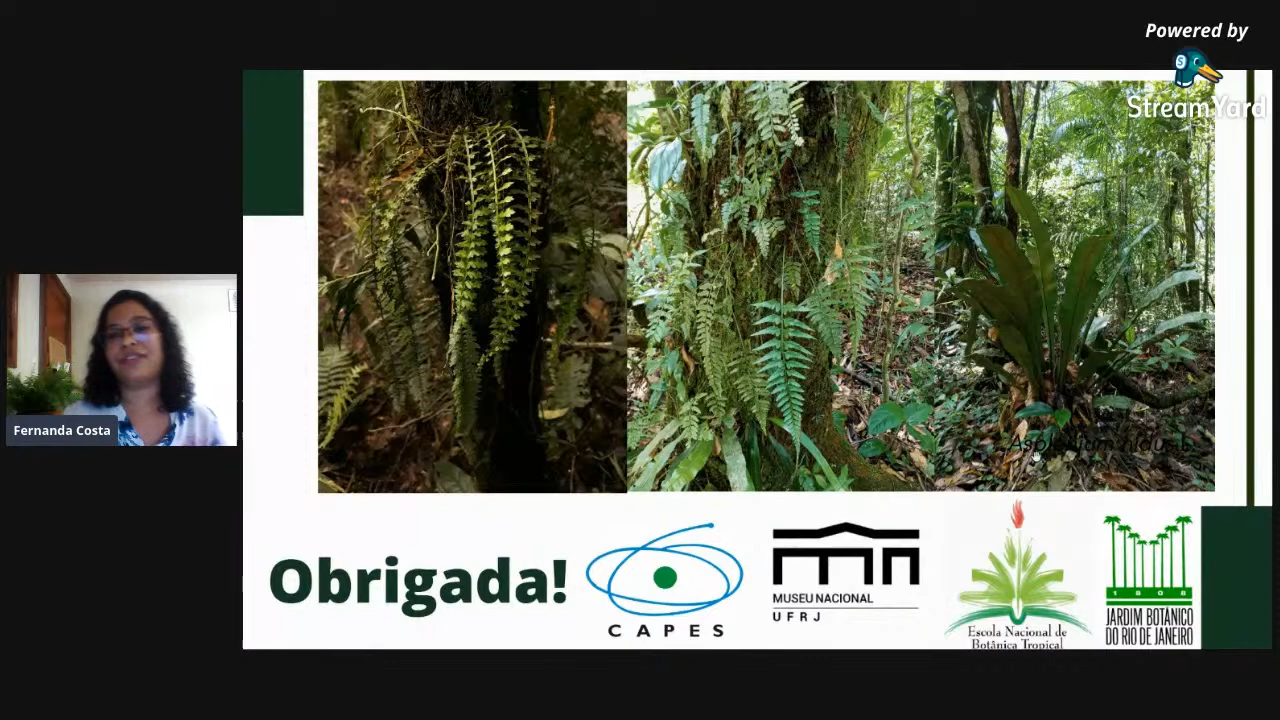 Powered by
StreamYard
Fernanda Costa
Obrigada!
CAPES
MUSEU NACIONAL
UFRJ
Escola Nacional de
Botânica Tropical
1808
JARDIM BOTÂNICO
DO RIO DE JANEIRO